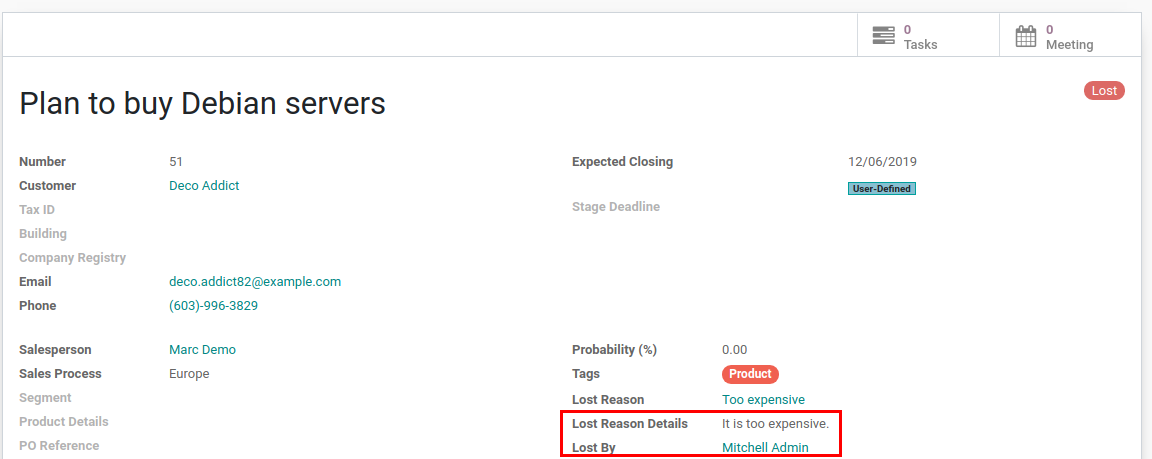 0
Tasks
0
Meeting
Lost
Plan to buy Debian servers
Number 51
Customer Deco Addict
Tax ID
Building
Company Registry
Email deco.addict82@example.com
Phone (603)-996-3829
Expected Closing 12/06/2019
User-Defined
Stage Deadline
Salesperson Marc Demo
Sales Process Europe
Segment
Product Details
PO Reference
Probability (%) 0.00
Tags Product
Lost Reason Too expensive
Lost Reason Details It is too expensive.
Lost By Mitchell Admin